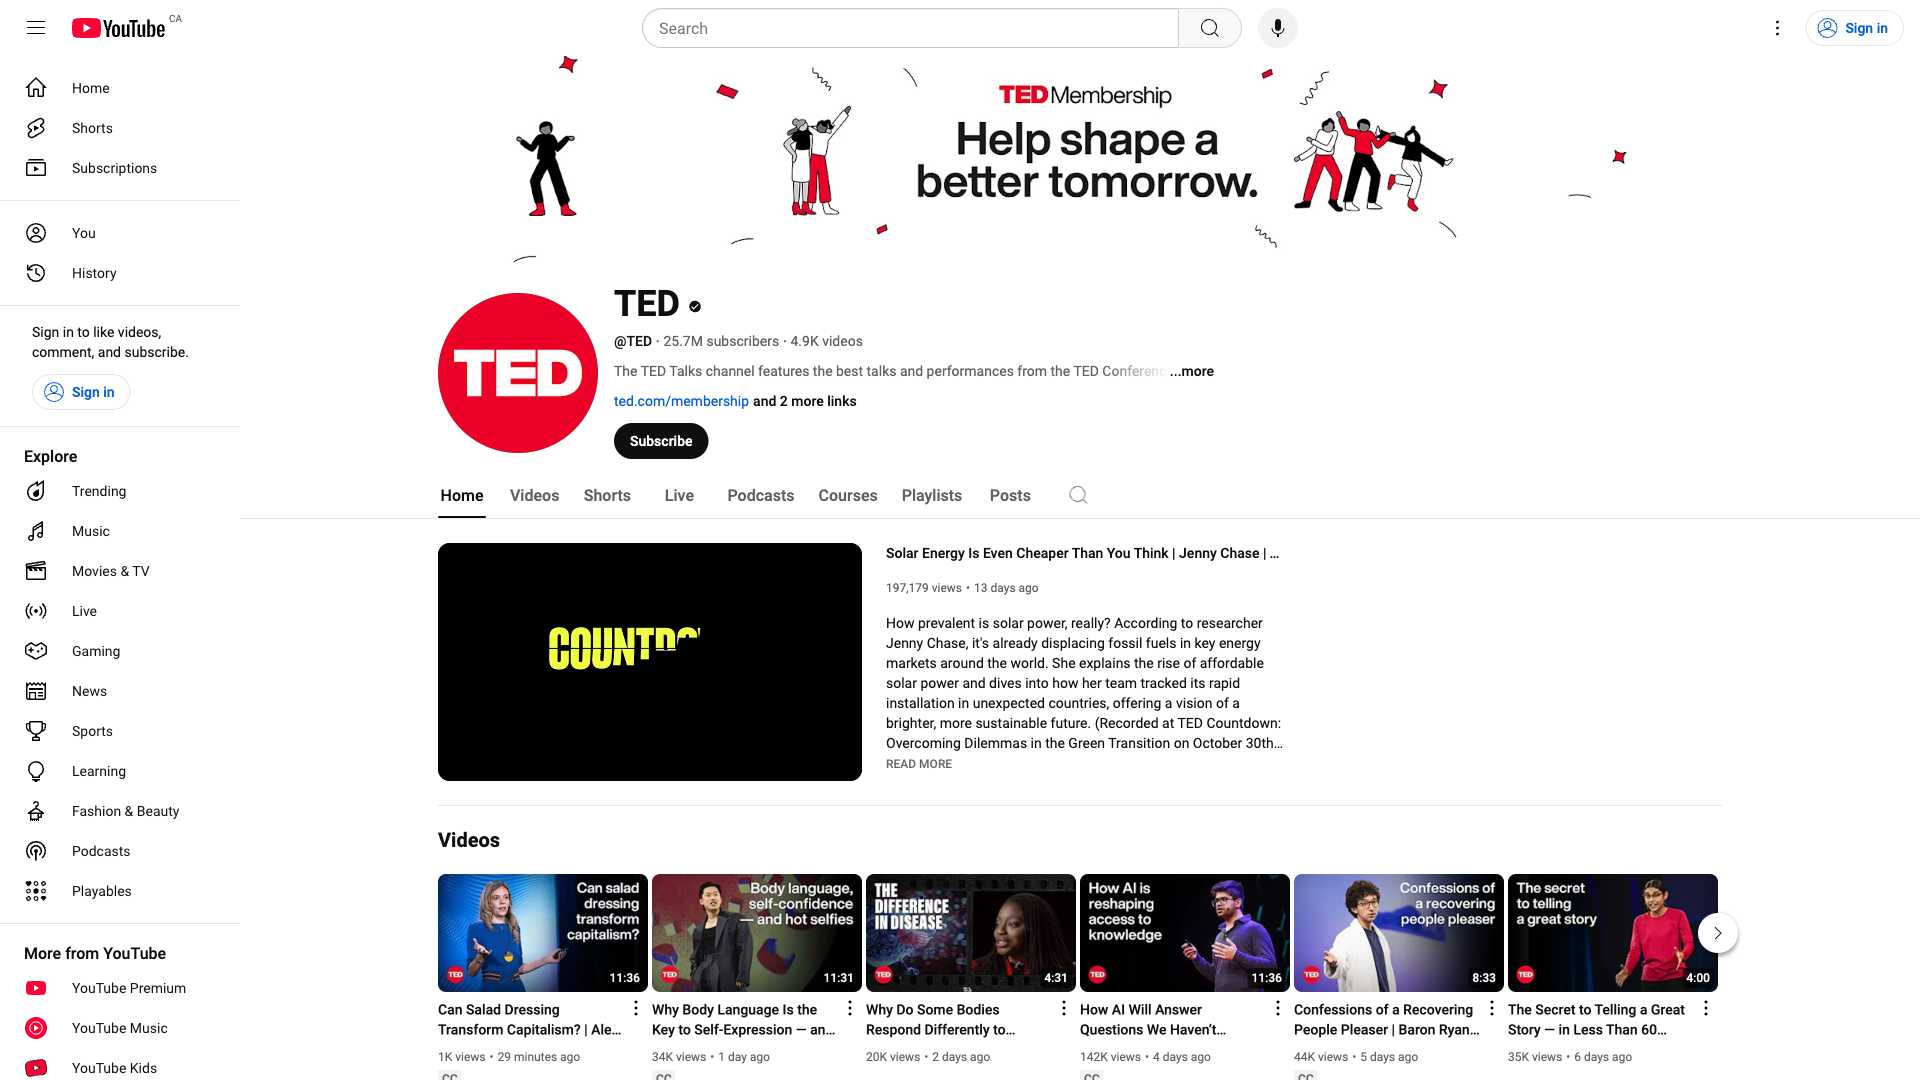 YouTube CA
Search
Sign in
Home
Shorts
Subscriptions
You
History
Sign in to like videos,
comment, and subscribe.
Sign in
Explore
Trending
Music
Movies & TV
Live
Gaming
News
Sports
Learning
Fashion & Beauty
Podcasts
Playables
More from YouTube
YouTube Premium
YouTube Music
YouTube Kids
TED Membership
Help shape a
better tomorrow.
TED
TED
@TED · 25.7M subscribers · 4.9K videos
The TED Talks channel features the best talks and performances from the TED Conferenc ...more
ted.com/membership and 2 more links
Subscribe
Home Videos Shorts Live Podcasts Courses Playlists Posts
Solar Energy Is Even Cheaper Than You Think | Jenny Chase | ...
197,179 views • 13 days ago
How prevalent is solar power, really? According to researcher
Jenny Chase, it's already displacing fossil fuels in key energy
markets around the world. She explains the rise of affordable
solar power and dives into how her team tracked its rapid
installation in unexpected countries, offering a vision of a
brighter, more sustainable future. (Recorded at TED Countdown:
Overcoming Dilemmas in the Green Transition on October 30th...
READ MORE
Videos
Can salad
dressing
transform
capitalism?
TED
11:36
Can Salad Dressing
Transform Capitalism? | Ale...
1K views • 29 minutes ago
CC
Body language,
self-confidence
— and hot selfies
TED
11:31
Why Body Language Is the
Key to Self-Expression — an...
34K views • 1 day ago
CC
THE
DIFFERENCE
IN DISEASE
TED
4:31
Why Do Some Bodies
Respond Differently to...
20K views • 2 days ago
How AI is
reshaping
access to
knowledge
TED
11:36
How AI Will Answer
Questions We Haven't...
142K views • 4 days ago
CC
Confessions of
a recovering
people pleaser
TED
8:33
Confessions of a Recovering
People Pleaser | Baron Ryan...
44K views • 5 days ago
CC
The secret
to telling
a great story
TED
4:00
The Secret to Telling a Great
Story — in Less Than 60...
35K views • 6 days ago